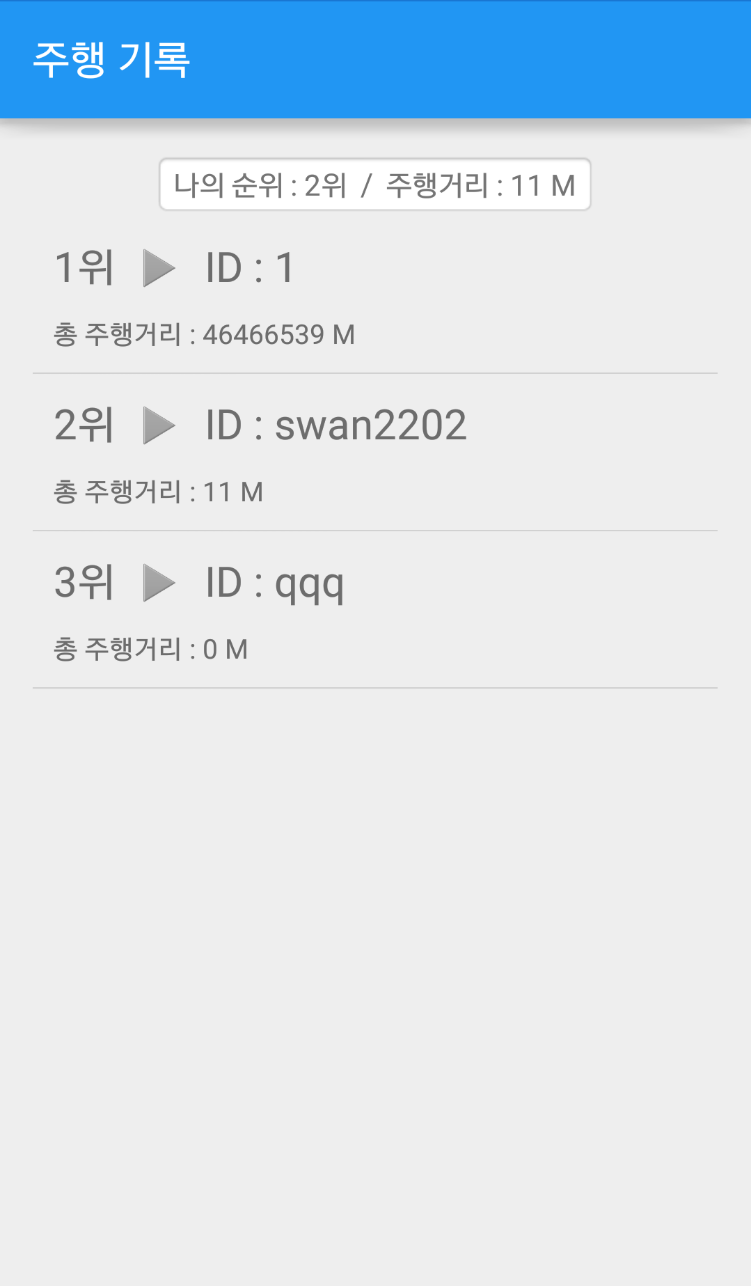 주행 기록
나의 순위 : 2위 / 주행거리 : 11 M
1위 ▶ ID : 1
총 주행거리 : 46466539 M
2위 ▶ ID : swan2202
총 주행거리 : 11 M
3위 ▶ ID : qqq
총 주행거리 : 0 M